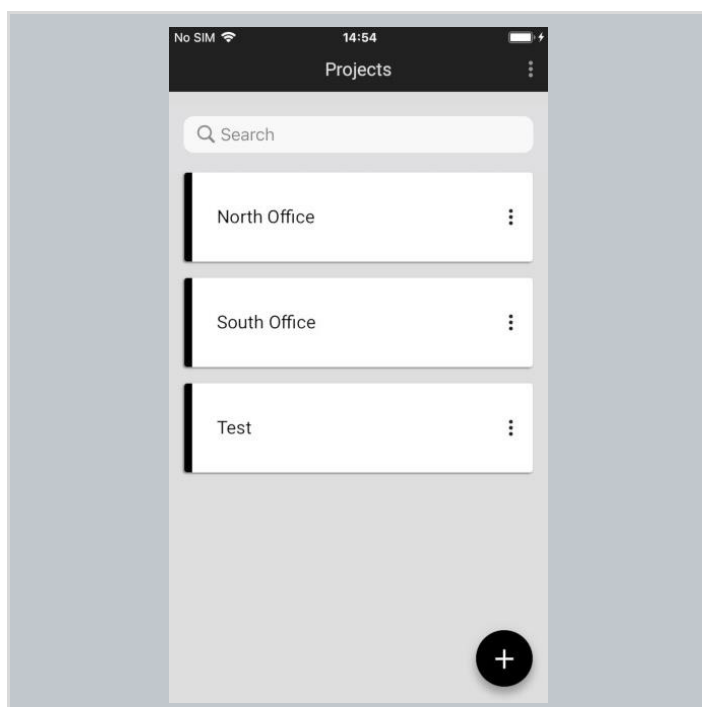 No SIM 14:54
Projects
Search
North Office
South Office
Test
+